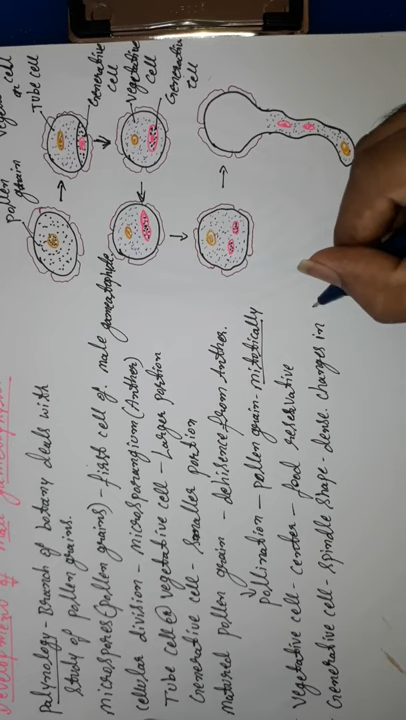 Development of male gametophyte
Palynology - Branch of botany deals with
study of pollen grains.
Microspores (pollen grains) - first cell of male gameatophyte
cellular division - microsporangium (Anther)
Tube cell @ vegetative cell - Larger portion
Generative cell - smaller portion
Matured pollen grain - dehisence from Anther.
Pollination - pollen grain - mitotically
Vegetative cell - center - food reservative
Generative cell - spindle shape - dense. changes in
pollen
grain
or cell
Tube cell
Generative
cell
Vegetative
cell
Generative
cell